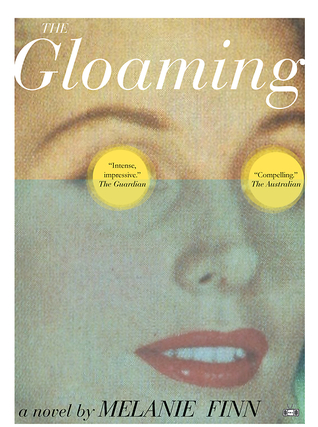 THE
Gloaming
“Intense,
impressive.”
The Guardian
“Compelling.”
The Australian
a novel by MELANIE FINN